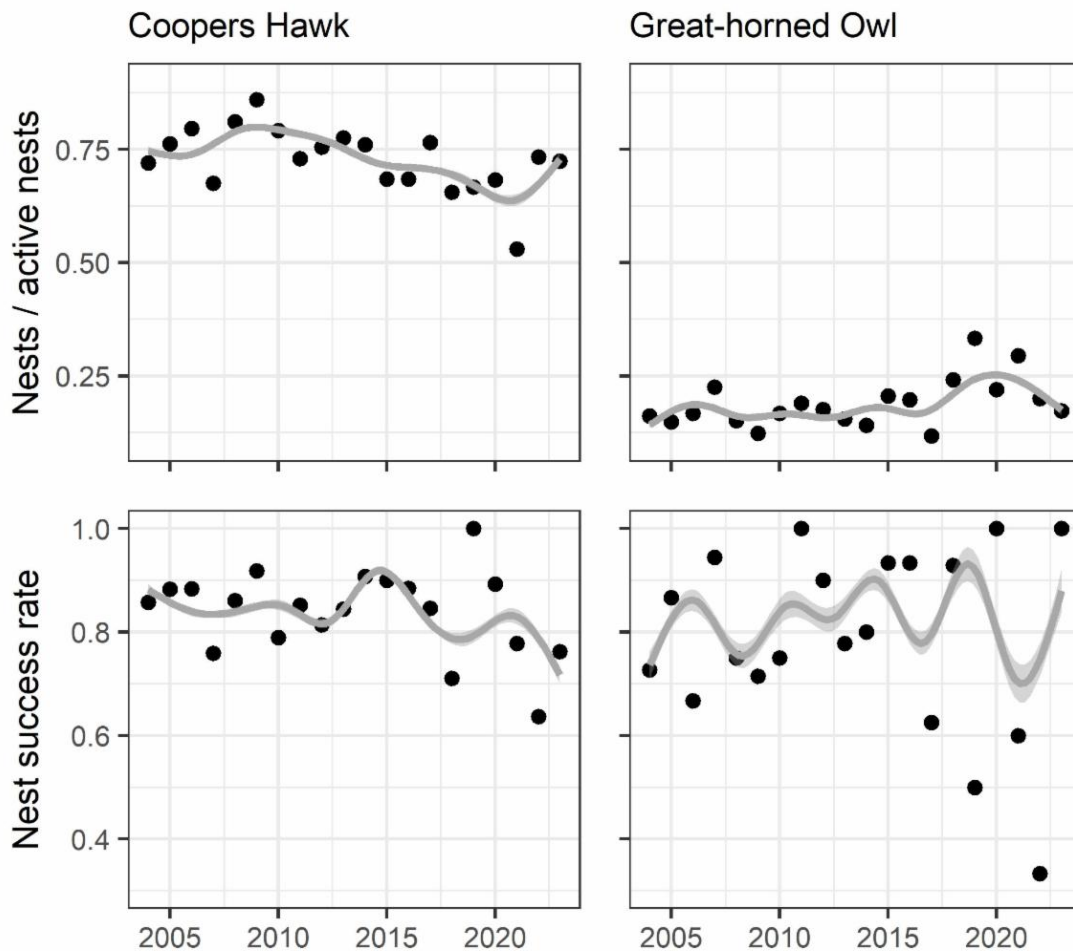 Coopers Hawk
Great-horned Owl
Nests / active nests
0.75
0.50
0.25
Nest success rate
1.0
0.8
0.6
0.4
2005 2010 2015 2020
2005 2010 2015 2020